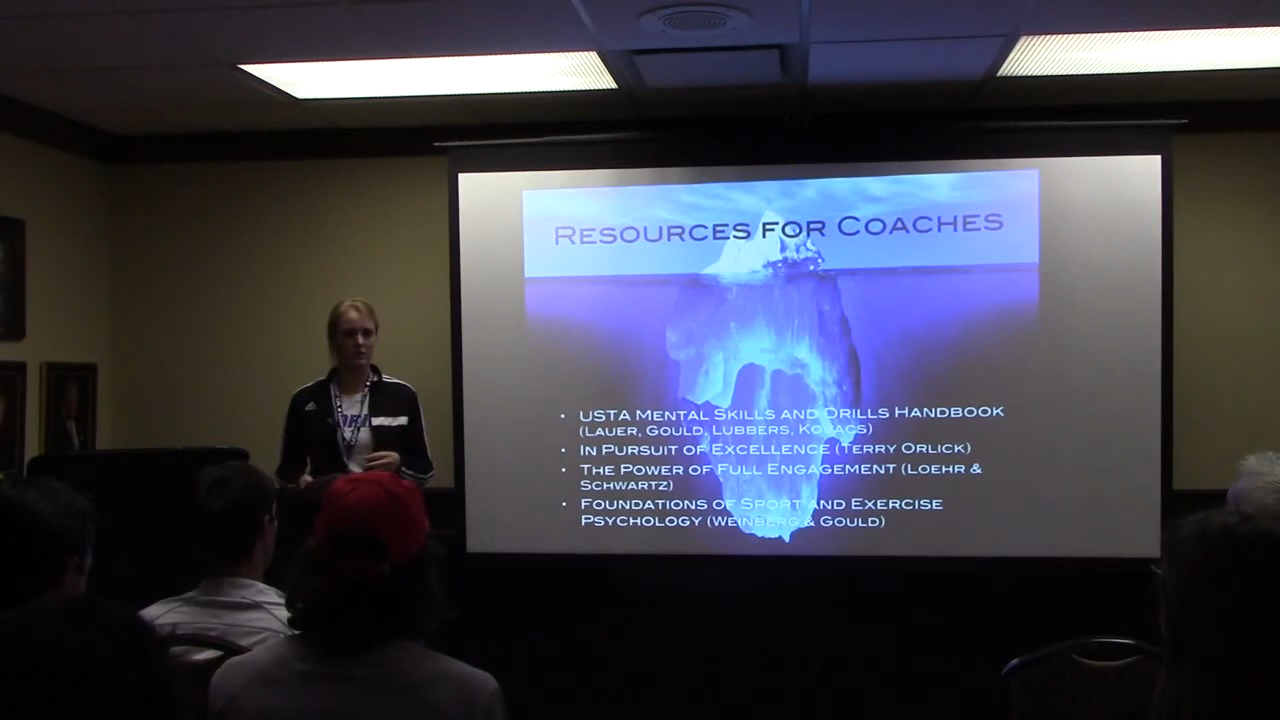 RESOURCES FOR COACHES
• USTA MENTAL SKILLS AND DRILLS HANDBOOK
(LAUER, GOULD, LUBBERS, KOVACS)
• IN PURSUIT OF EXCELLENCE (TERRY ORLICK)
• THE POWER OF FULL ENGAGEMENT (LOEHR &
SCHWARTZ)
• FOUNDATIONS OF SPORT AND EXERCISE
PSYCHOLOGY (WEINBERG & GOULD)